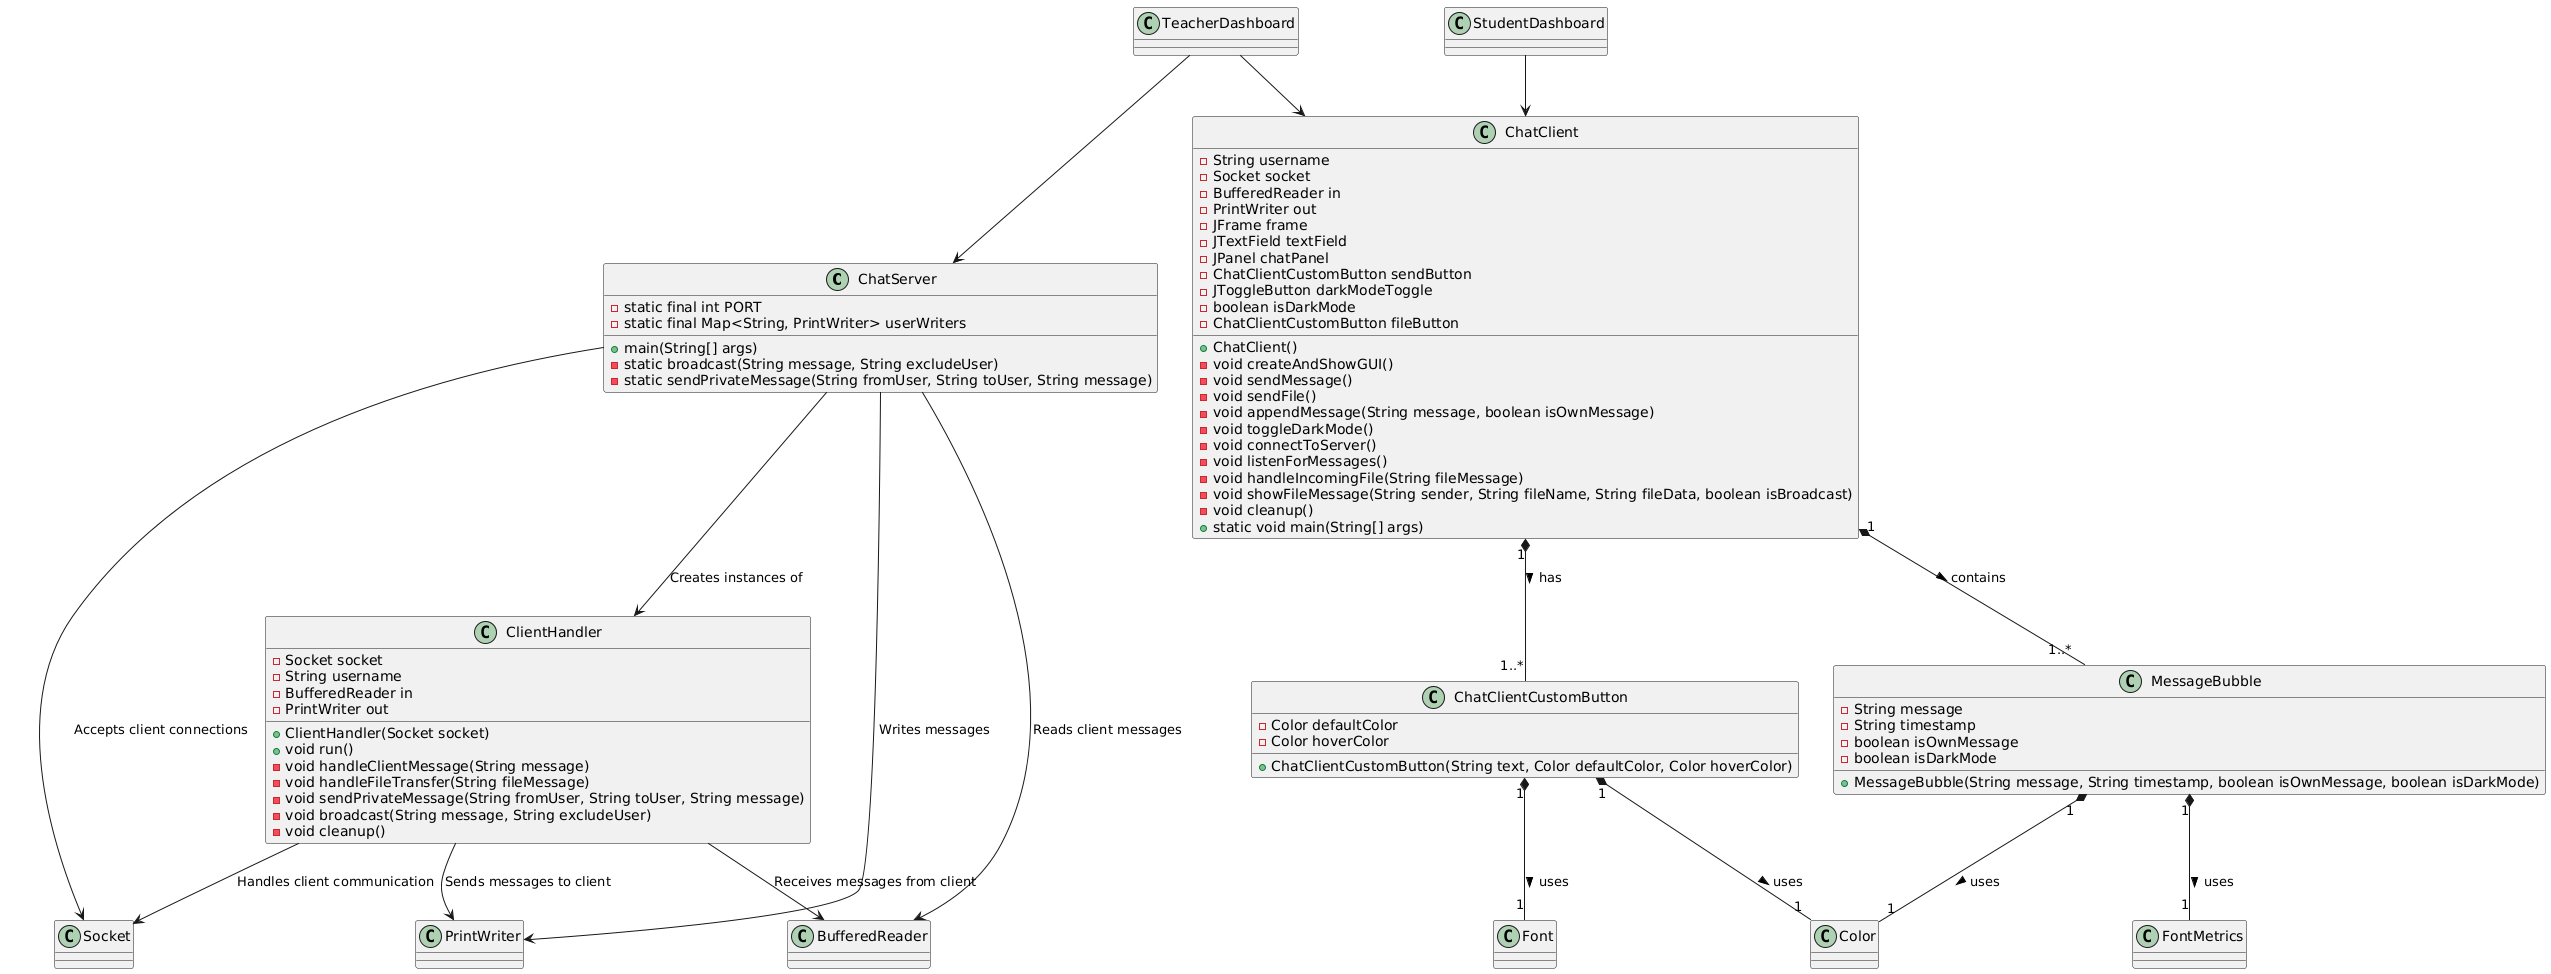 C TeacherDashboard
C StudentDashboard
C ChatClient
String username
Socket socket
BufferedReader in
PrintWriter out
JFrame frame
JTextField textField
JPanel chatPanel
ChatClientCustomButton sendButton
JToggleButton darkModeToggle
boolean isDarkMode
ChatClientCustomButton fileButton
ChatClient()
void createAndShowGUI()
void sendMessage()
void sendFile()
void appendMessage(String message, boolean isOwnMessage)
void toggleDarkMode()
void connectToServer()
void listenForMessages()
void handleIncomingFile(String fileMessage)
void showFileMessage(String sender, String fileName, String fileData, boolean isBroadcast)
void cleanup()
static void main(String[] args)
C ChatServer
static final int PORT
static final Map<String, PrintWriter> userWriters
main(String[] args)
static broadcast(String message, String excludeUser)
static sendPrivateMessage(String fromUser, String toUser, String message)
1
1
Creates instances of
has
contains
1..*
1..*
C ClientHandler
Socket socket
String username
BufferedReader in
PrintWriter out
ClientHandler(Socket socket)
void run()
void handleClientMessage(String message)
void handleFileTransfer(String fileMessage)
void sendPrivateMessage(String fromUser, String toUser, String message)
void broadcast(String message, String excludeUser)
void cleanup()
Accepts client connections
Writes messages
Reads client messages
C ChatClientCustomButton
Color defaultColor
Color hoverColor
ChatClientCustomButton(String text, Color defaultColor, Color hoverColor)
C MessageBubble
String message
String timestamp
boolean isOwnMessage
boolean isDarkMode
MessageBubble(String message, String timestamp, boolean isOwnMessage, boolean isDarkMode)
1
1
1
1
Handles client communication
Sends messages to client
Receives messages from client
uses
uses
uses
uses
1
1
1
1
C Socket
C PrintWriter
C BufferedReader
C Font
C Color
C FontMetrics